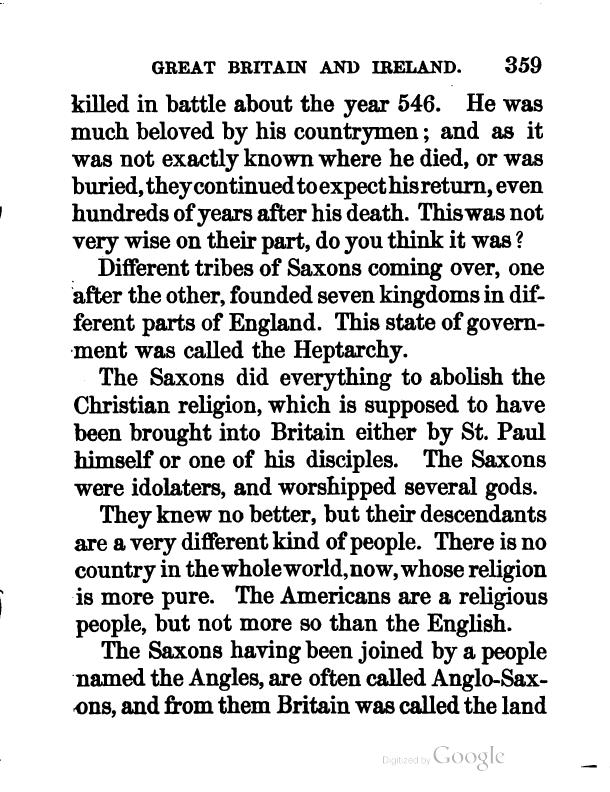 GREAT BRITAIN AND IRELAND. 359
killed in battle about the year 546. He was
much beloved by his countrymen; and as it
was not exactly known where he died, or was
buried, they continued to expect his return, even
hundreds of years after his death. This was not
very wise on their part, do you think it was?
Different tribes of Saxons coming over, one
after the other, founded seven kingdoms in dif-
ferent parts of England. This state of govern-
ment was called the Heptarchy.
The Saxons did everything to abolish the
Christian religion, which is supposed to have
been brought into Britain either by St. Paul
himself or one of his disciples. The Saxons
were idolaters, and worshipped several gods.
They knew no better, but their descendants
are a very different kind of people. There is no
country in the whole world, now, whose religion
is more pure. The Americans are a religious
people, but not more so than the English.
The Saxons having been joined by a people
named the Angles, are often called Anglo-Sax-
ons, and from them Britain was called the land
Digitized by Google